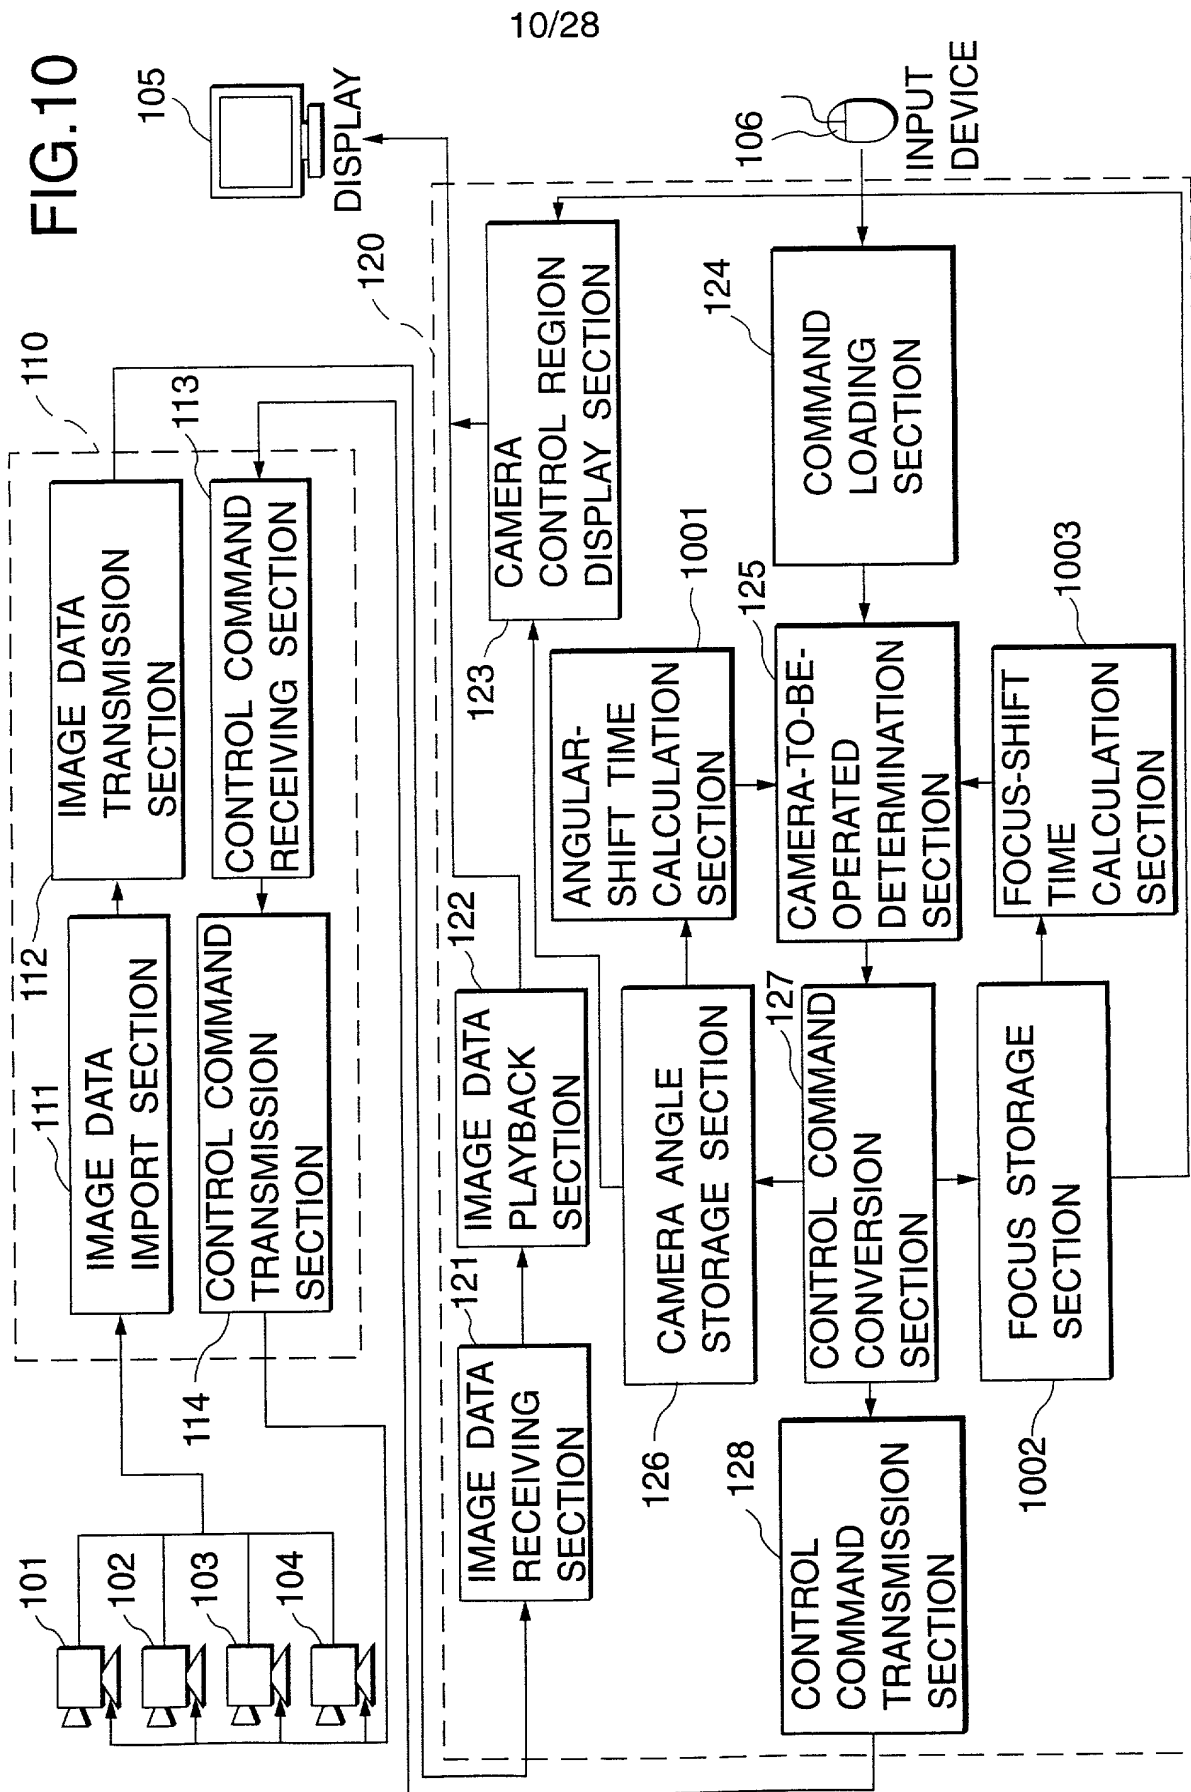 10/28
FIG.10
101
102
103
104
110
111
IMAGE DATA
IMPORT SECTION
112
IMAGE DATA
TRANSMISSION
SECTION
113
CONTROL COMMAND
RECEIVING SECTION
114
CONTROL COMMAND
TRANSMISSION
SECTION
105
DISPLAY
120
121
IMAGE DATA
RECEIVING
SECTION
122
IMAGE DATA
PLAYBACK
SECTION
123
CAMERA
CONTROL REGION
DISPLAY SECTION
126
CAMERA ANGLE
STORAGE SECTION
1001
ANGULAR-
SHIFT TIME
CALCULATION
SECTION
128
CONTROL
COMMAND
TRANSMISSION
SECTION
127
CONTROL COMMAND
CONVERSION
SECTION
125
CAMERA-TO-BE-
OPERATED
DETERMINATION
SECTION
124
COMMAND
LOADING
SECTION
106
INPUT
DEVICE
1002
FOCUS STORAGE
SECTION
1003
FOCUS-SHIFT
TIME
CALCULATION
SECTION